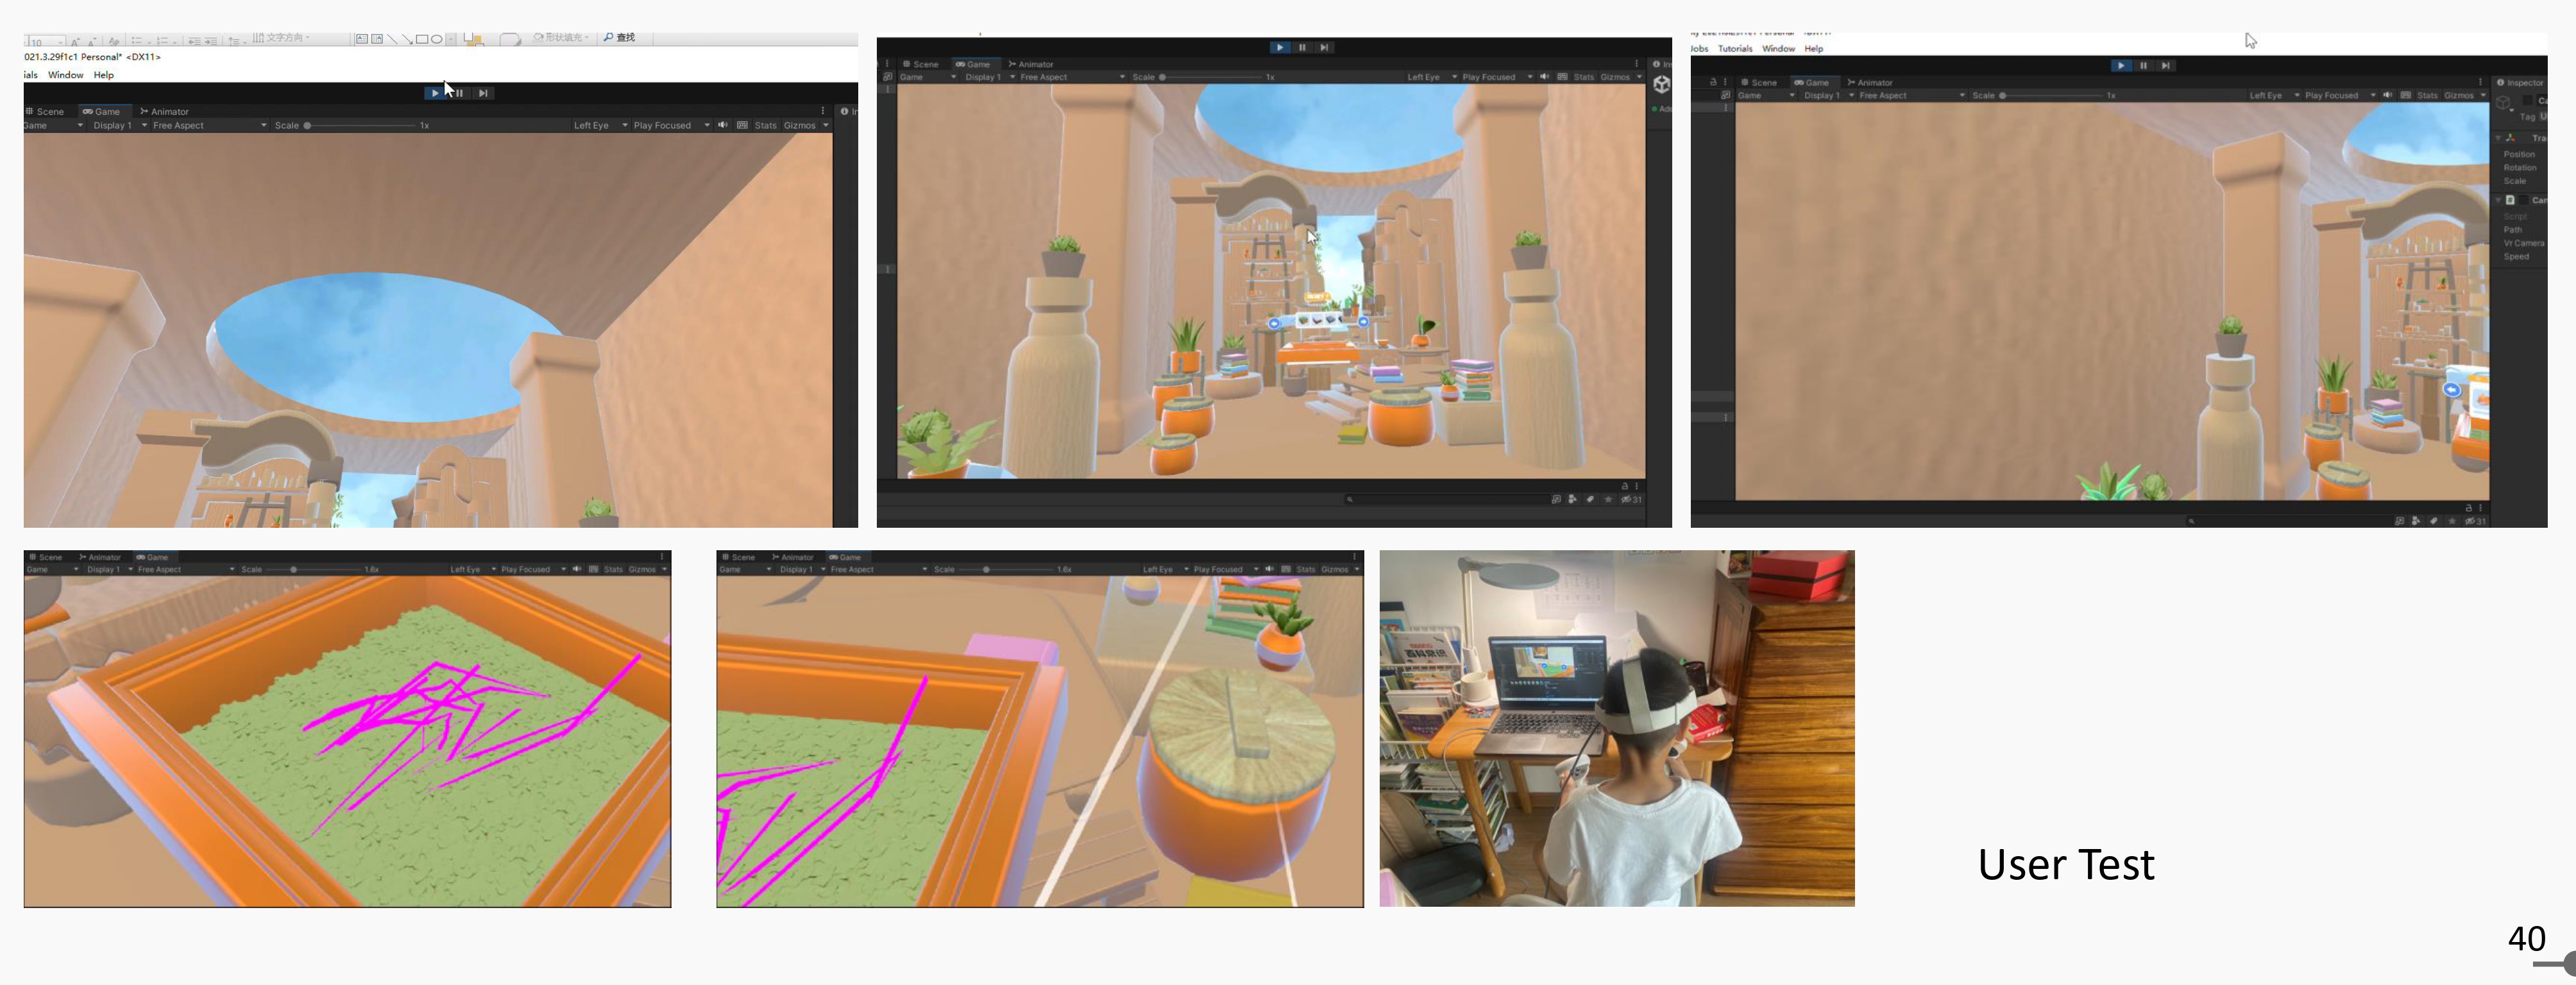 10
文字方向
形状填充
查找
021.3.29f1c1 Personal* <DX11>
ials Window Help
Scene Game Animator
Game Display 1 Free Aspect Scale 1x Left Eye Play Focused Stats Gizmos
Scene Game Animator
Game Display 1 Free Aspect Scale 1x Left Eye Play Focused Stats Gizmos
31
Jobs Tutorials Window Help
Scene Game Animator Inspector
Game Display 1 Free Aspect Scale 1x Left Eye Play Focused Stats Gizmos
Tag
Position
Rotation
Scale
Script
Path
Vr Camera
Speed
31
Scene Animator Game
Game Display 1 Free Aspect Scale 1.6x Left Eye Play Focused Stats Gizmos
Scene Animator Game
Game Display 1 Free Aspect Scale 1.6x Left Eye Play Focused Stats Gizmos
User Test
40